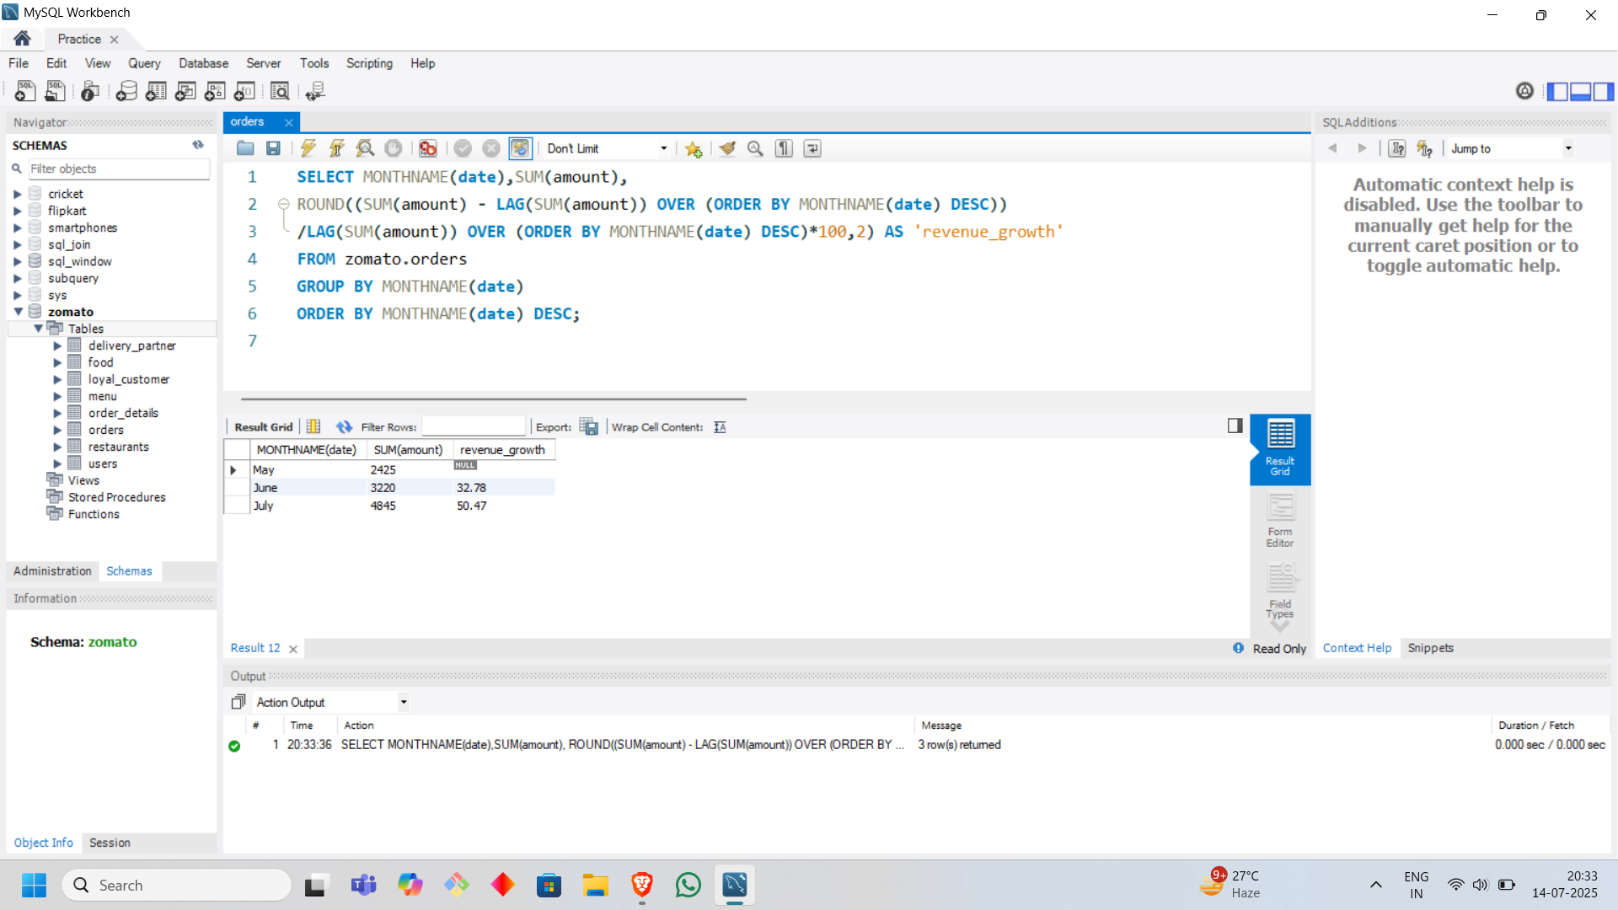 MySQL Workbench
Practice
File Edit View Query Database Server Tools Scripting Help
Navigator
SCHEMAS
Filter objects
cricket
flipkart
smartphones
sql_join
sql_window
subquery
sys
zomato
Tables
delivery_partner
food
loyal_customer
menu
order_details
orders
restaurants
users
Views
Stored Procedures
Functions
Administration Schemas
Information
Schema: zomato
Object Info Session
orders
Don't Limit
1 SELECT MONTHNAME(date),SUM(amount),
2 ROUND((SUM(amount) - LAG(SUM(amount)) OVER (ORDER BY MONTHNAME(date) DESC))
3 /LAG(SUM(amount)) OVER (ORDER BY MONTHNAME(date) DESC)*100,2) AS 'revenue_growth'
4 FROM zomato.orders
5 GROUP BY MONTHNAME(date)
6 ORDER BY MONTHNAME(date) DESC;
7
Result Grid Filter Rows: Export: Wrap Cell Content:
MONTHNAME(date) SUM(amount) revenue_growth
May 2425 NULL
June 3220 32.78
July 4845 50.47
Result Grid
Form Editor
Field Types
Result 12
Read Only
SQLAdditions
Jump to
Automatic context help is
disabled. Use the toolbar to
manually get help for the
current caret position or to
toggle automatic help.
Context Help Snippets
Output
Action Output
# Time Action Message Duration / Fetch
1 20:33:36 SELECT MONTHNAME(date),SUM(amount), ROUND((SUM(amount) - LAG(SUM(amount)) OVER (ORDER BY ... 3 row(s) returned 0.000 sec / 0.000 sec
Search
9+
27°C
Haze
ENG
IN
20:33
14-07-2025